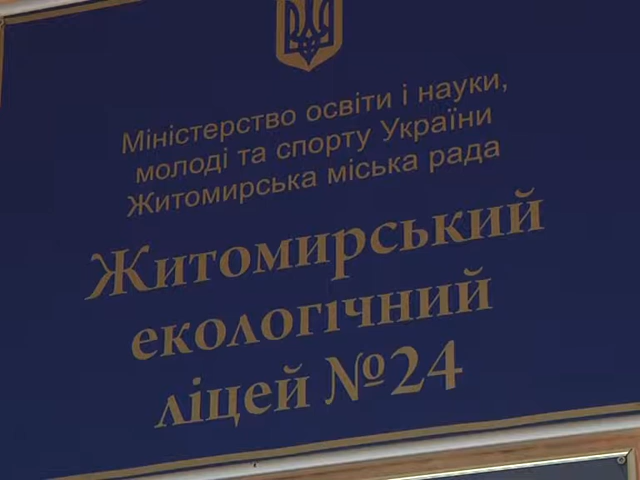 Міністерство освіти і науки,
молоді та спорту України
Житомирська міська рада
Житомирський
екологічний
ліцей №24